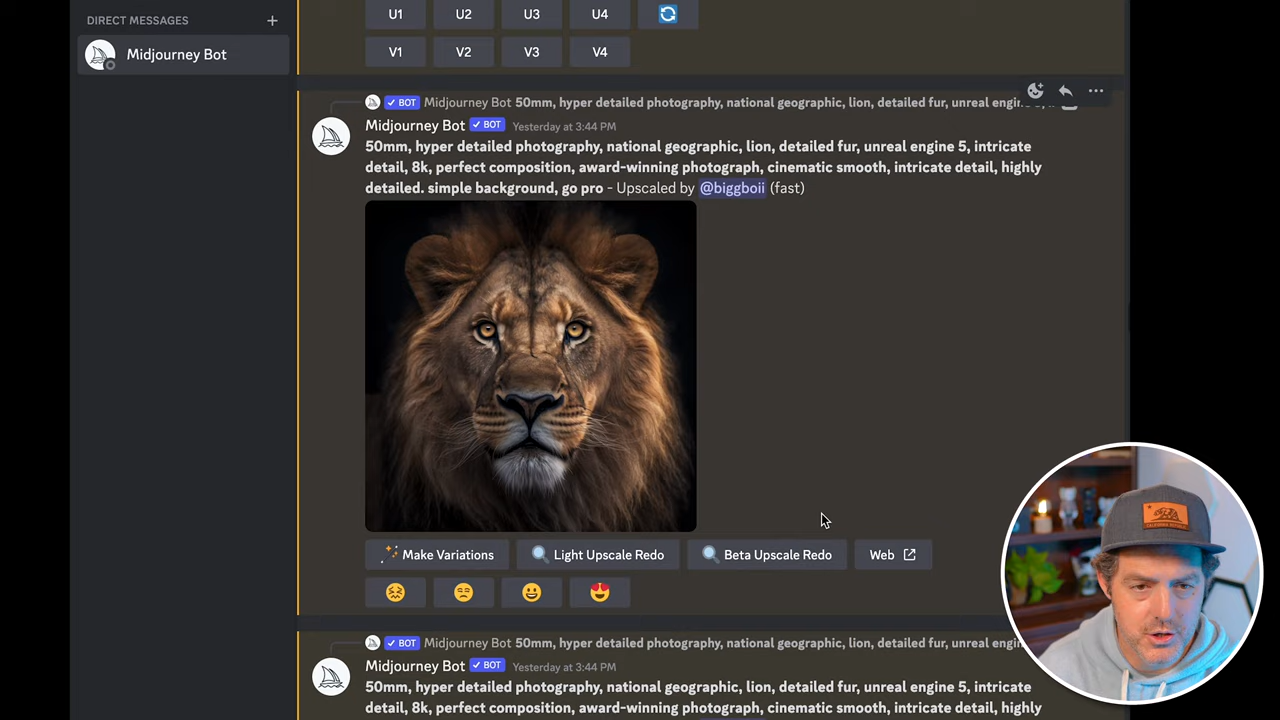 DIRECT MESSAGES
Midjourney Bot
U1 U2 U3 U4
V1 V2 V3 V4
BOT Midjourney Bot 50mm, hyper detailed photography, national geographic, lion, detailed fur, unreal engin
Midjourney Bot BOT Yesterday at 3:44 PM
50mm, hyper detailed photography, national geographic, lion, detailed fur, unreal engine 5, intricate
detail, 8k, perfect composition, award-winning photograph, cinematic smooth, intricate detail, highly
detailed. simple background, go pro - Upscaled by @biggboii (fast)
Make Variations Light Upscale Redo Beta Upscale Redo Web
BOT Midjourney Bot 50mm, hyper detailed photography, national geographic, lion, detailed fur, unreal
Midjourney Bot BOT Yesterday at 3:44 PM
50mm, hyper detailed photography, national geographic, lion, detailed fur, unreal engine 5, intricate
detail, 8k, perfect composition, award-winning photograph, cinematic smooth, intricate detail, highly